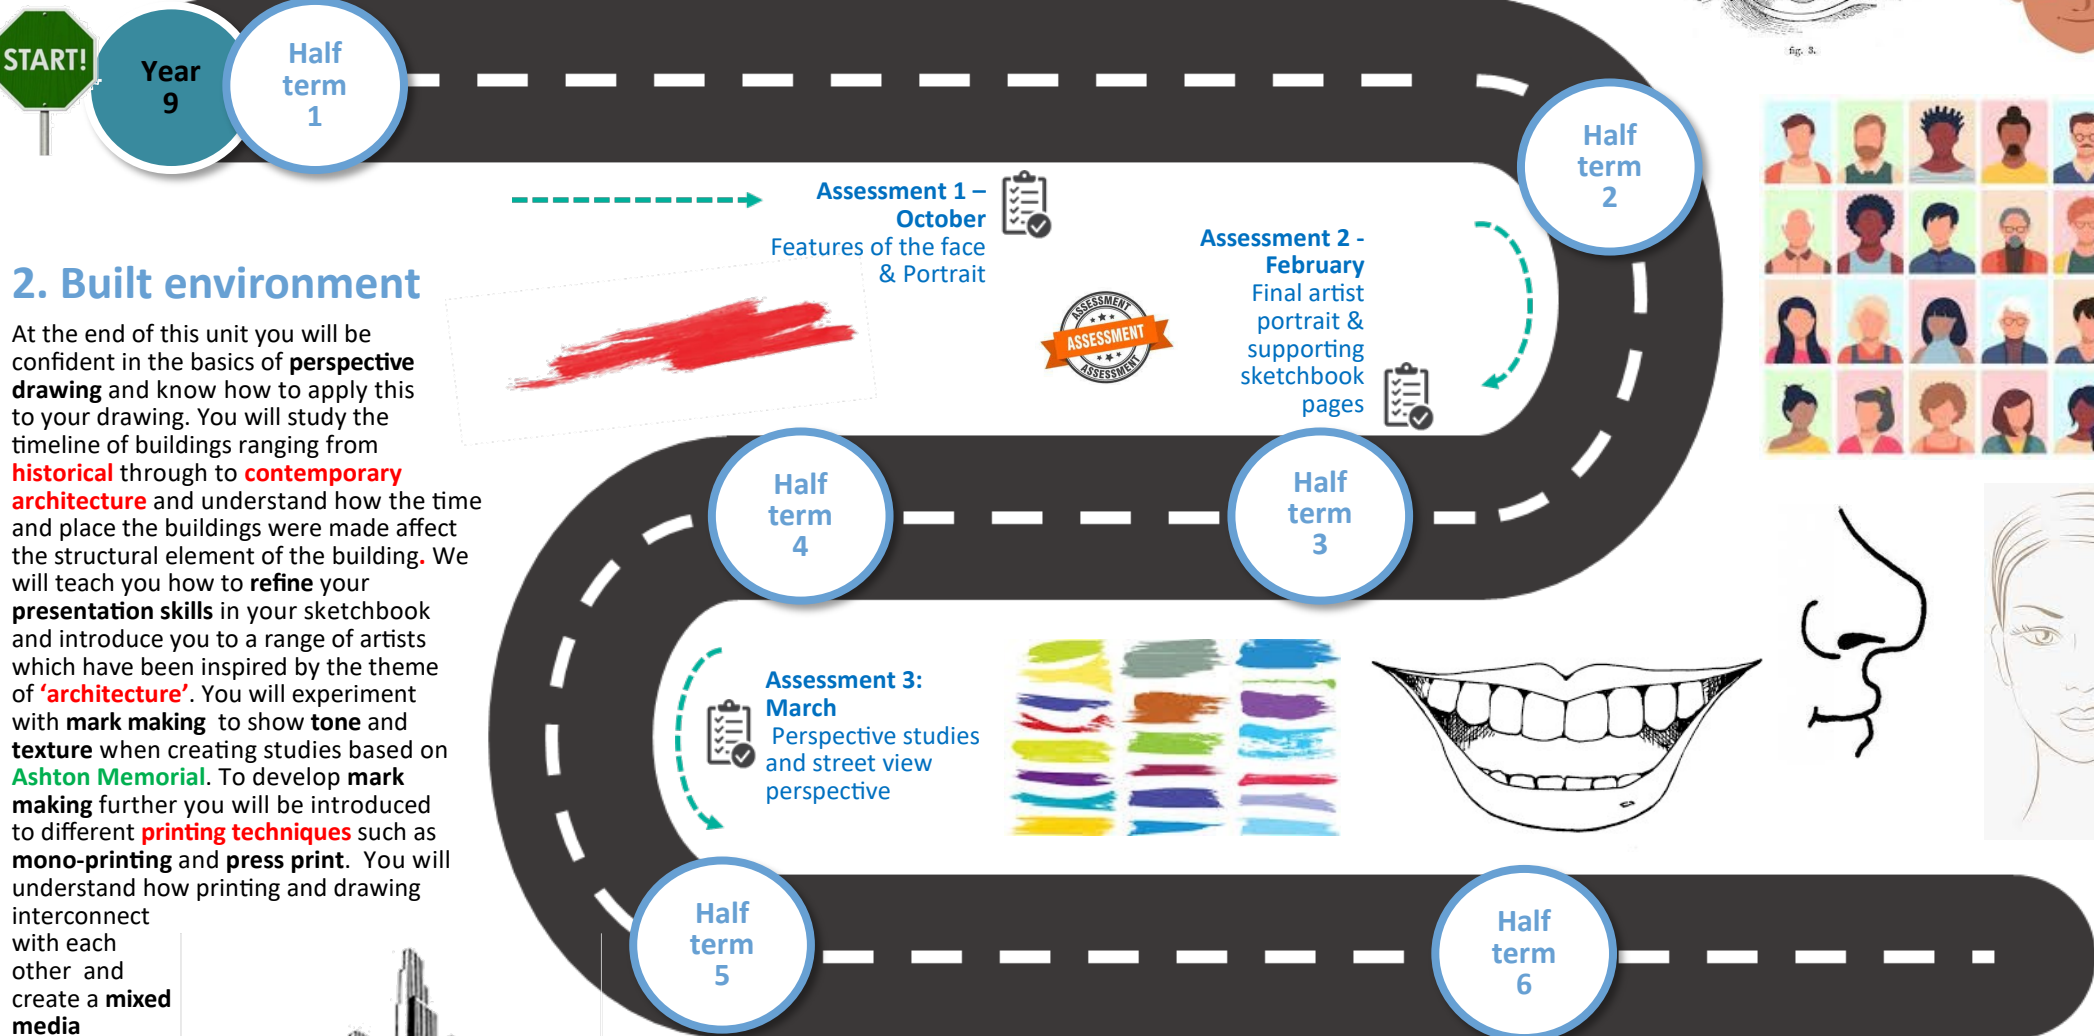 START!
Year
9
Half
term
1
Half
term
2
fig. 3.
Assessment 1 –
October
Features of the face
& Portrait
Assessment 2 -
February
Final artist
portrait &
supporting
sketchbook
pages
ASSESSMENT
ASSESSMENT
ASSESSMENT
2. Built environment
At the end of this unit you will be
confident in the basics of perspective
drawing and know how to apply this
to your drawing. You will study the
timeline of buildings ranging from
historical through to contemporary
architecture and understand how the time
and place the buildings were made affect
the structural element of the building. We
will teach you how to refine your
presentation skills in your sketchbook
and introduce you to a range of artists
which have been inspired by the theme
of ‘architecture’. You will experiment
with mark making  to show tone and
texture when creating studies based on
Ashton Memorial. To develop mark
making further you will be introduced
to different printing techniques such as
mono-printing and press print.  You will
understand how printing and drawing
interconnect
with each
other  and
create a mixed
media
Half
term
4
Half
term
3
Assessment 3:
March
Perspective studies
and street view
perspective
Half
term
5
Half
term
6